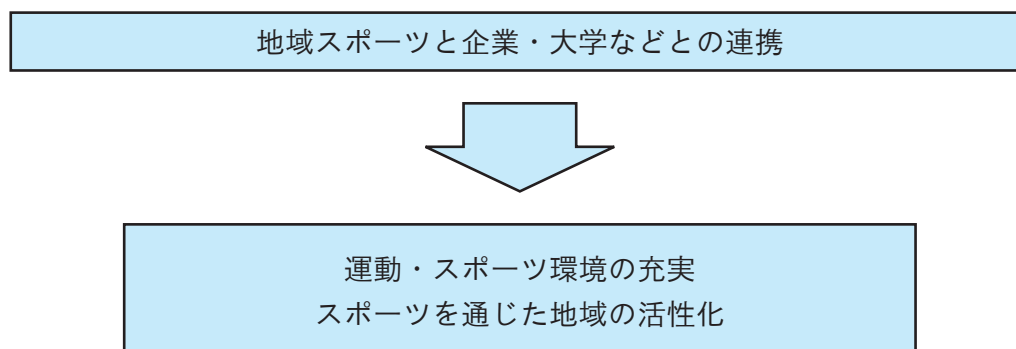 地域スポーツと企業・大学などとの連携
運動・スポーツ環境の充実
スポーツを通じた地域の活性化